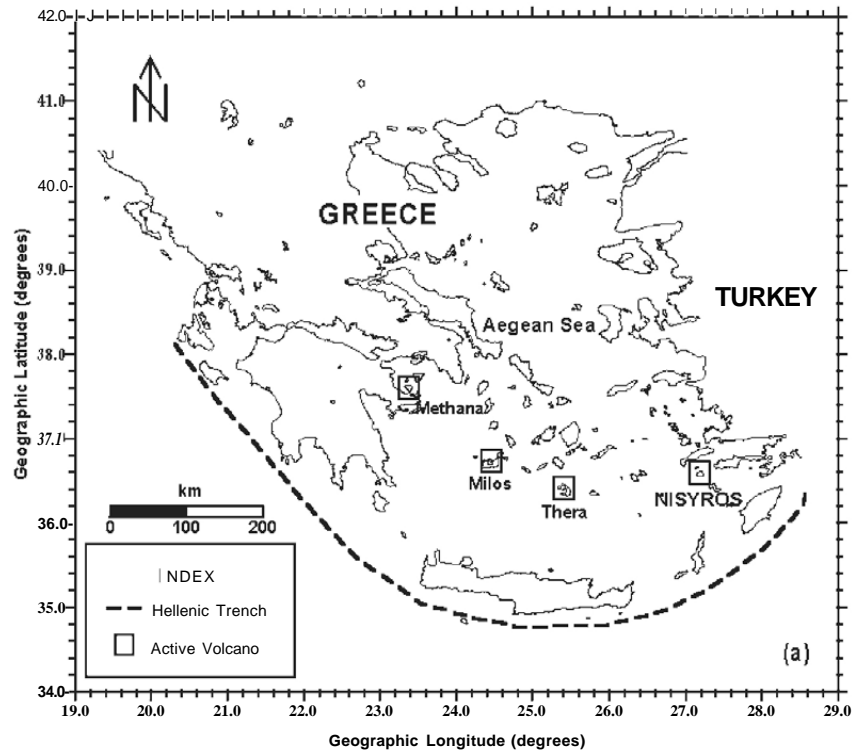 42.0
41.0
40.0
39.0
38.0
37.1
36.0
35.0
34.0
Geographic Latitude (degrees)
N
GREECE
TURKEY
Aegean Sea
Methana
Milos
Thera
NISYROS
km
0 100 200
INDEX
Hellenic Trench
Active Volcano
(a)
19.0 20.0 21.0 22.0 23.0 24.0 25.0 26.0 27.0 28.0 29.0
Geographic Longitude (degrees)